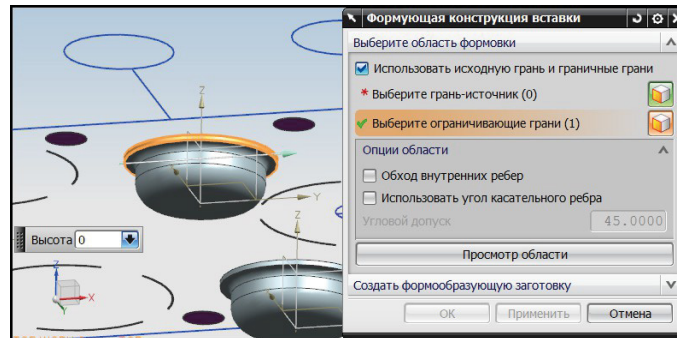 Формующая конструкция вставки
Выберите область формовки
Использовать исходную грань и граничные грани
* Выберите грань-источник (0)
Выберите ограничивающие грани (1)
Опции области
Обход внутренних ребер
Использовать угол касательного ребра
Угловой допуск 45.0000
Просмотр области
Создать формообразующую заготовку
ОК Применить Отмена
Высота 0
Z
Y
Z
Z
X
Y